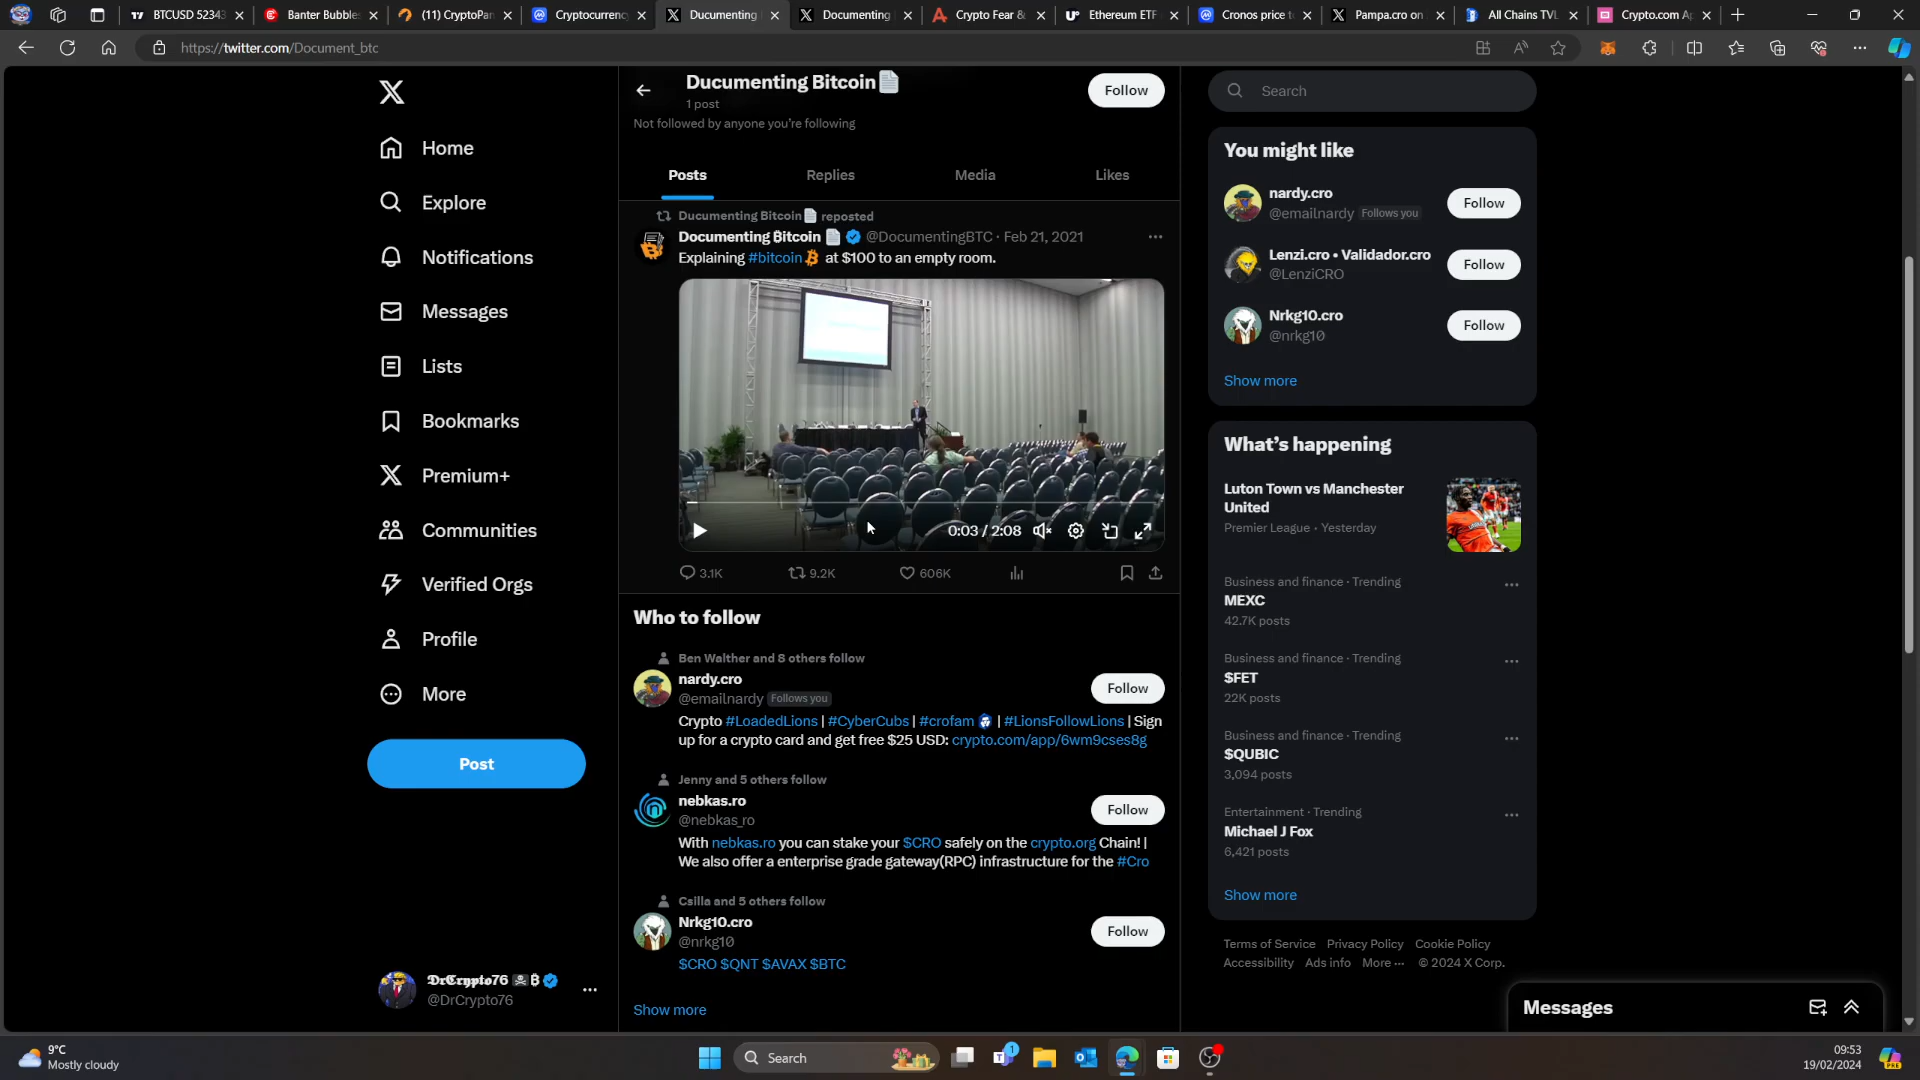 BTCUSD 52343
Banter Bubbles
(11) CryptoPan
Cryptocurrency
Ducumenting
Documenting
Crypto Fear &
Ethereum ETF
Cronos price t
Pampa.cro on
All Chains TVL
Crypto.com Ap
https://twitter.com/Document_btc
Home
Explore
Notifications
Messages
Lists
Bookmarks
Premium+
Communities
Verified Orgs
Profile
More
Post
DrCrypto76
@DrCrypto76
Ducumenting Bitcoin
1 post
Follow
Not followed by anyone you're following
Posts
Replies
Media
Likes
Ducumenting Bitcoin reposted
Documenting ₿itcoin @DocumentingBTC · Feb 21, 2021
Explaining #bitcoin at $100 to an empty room.
0:03 / 2:08
3.1K
9.2K
606K
Who to follow
Ben Walther and 8 others follow
nardy.cro
@emailnardy Follows you
Follow
Crypto #LoadedLions | #CyberCubs | #crofam | #LionsFollowLions | Sign
up for a crypto card and get free $25 USD: crypto.com/app/6wm9cses8g
Jenny and 5 others follow
nebkas.ro
@nebkas_ro
Follow
With nebkas.ro you can stake your $CRO safely on the crypto.org Chain! |
We also offer a enterprise grade gateway(RPC) infrastructure for the #Cro
Csilla and 5 others follow
Nrkg10.cro
@nrkg10
Follow
$CRO $QNT $AVAX $BTC
Show more
Search
You might like
nardy.cro
@emailnardy Follows you
Follow
Lenzi.cro • Validador.cro
@LenziCRO
Follow
Nrkg10.cro
@nrkg10
Follow
Show more
What's happening
Luton Town vs Manchester
United
Premier League · Yesterday
Business and finance · Trending
MEXC
42.7K posts
Business and finance · Trending
$FET
22K posts
Business and finance · Trending
$QUBIC
3,094 posts
Entertainment · Trending
Michael J Fox
6,421 posts
Show more
Terms of Service Privacy Policy Cookie Policy
Accessibility Ads info More ··· © 2024 X Corp.
Messages
9°C
Mostly cloudy
Search
1
09:53
19/02/2024